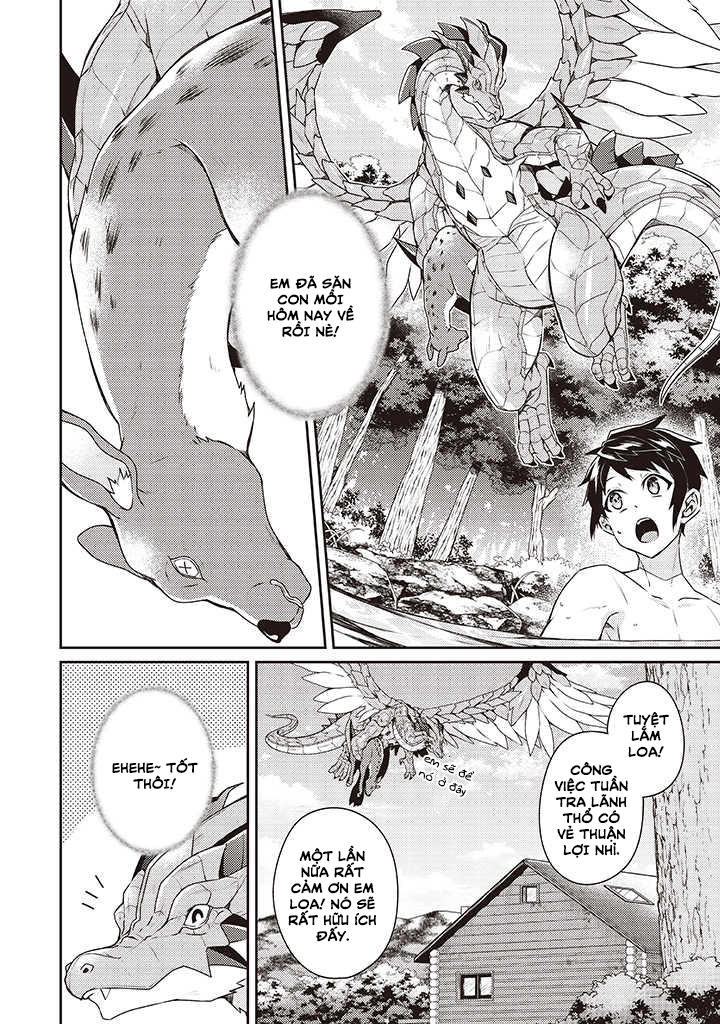 EM ĐÃ SĂN
CON MỒI
HÔM NAY VỀ
RỒI NÈ!
TUYỆT
LẮM
LOA!
CÔNG
VIỆC TUẦN
TRA LÃNH
THỔ CÓ
VẺ THUẬN
LỢI NHỈ.
em sẽ để
nó ở đây
MỘT LẦN
NỮA RẤT
CẢM ƠN EM
LOA! NÓ SẼ
RẤT HỮU ÍCH
ĐẤY.
EHEHE~ TỐT
THÔI!